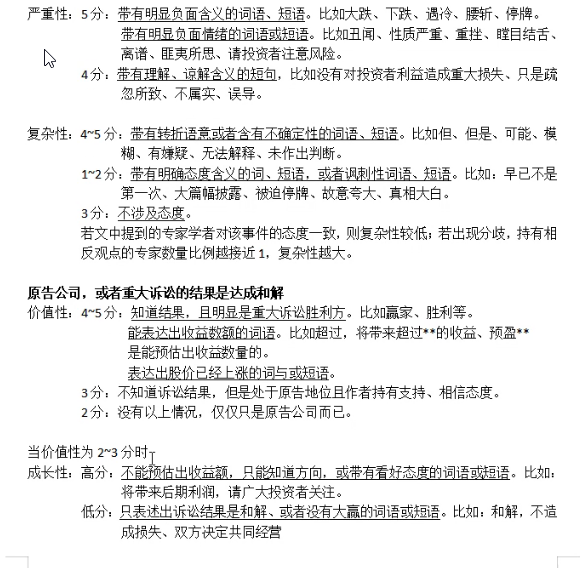 严重性：5 分：带有明显负面含义的词语、短语。比如大跌、下跌、遇冷、腰斩、停牌。
带有明显负面情绪的词语或短语。比如丑闻、性质严重、重挫、瞠目结舌、
离谱、匪夷所思、请投资者注意风险。
4 分：带有理解、谅解含义的短句，比如没有对投资者利益造成重大损失、只是疏
忽所致、不属实、误导。
复杂性：4~5 分：带有转折语意或者含有不确定性的词语、短语。比如但、但是、可能、模
糊、有嫌疑、无法解释、未作出判断。
1~2 分：带有明确态度含义的词、短语，或者讽刺性词语、短语。比如：早已不是
第一次、大篇幅披露、被迫停牌、故意夸大、真相大白。
3 分：不涉及态度。
若文中提到的专家学者对该事件的态度一致，则复杂性较低；若出现分歧，持有相
反观点的专家数量比例越接近 1，复杂性越大。
原告公司，或者重大诉讼的结果是达成和解
价值性：4~5 分：知道结果，且明显是重大诉讼胜利方。比如赢家、胜利等。
能表达出收益数额的词语。比如超过，将带来超过**的收益、预盈**
是能预估出收益数量的。
表达出股价已经上涨的词与或短语。
3 分：不知道诉讼结果，但是处于原告地位且作者持有支持、相信态度。
2 分：没有以上情况，仅仅只是原告公司而已。
当价值性为 2~3 分时，
成长性：高分：不能预估出收益额，只能知道方向，或带有看好态度的词语或短语。比如：
将带来后期利润，请广大投资者关注。
低分：只表述出诉讼结果是和解、或者没有大赢的词语或短语。比如：和解，不造
成损失、双方决定共同经营